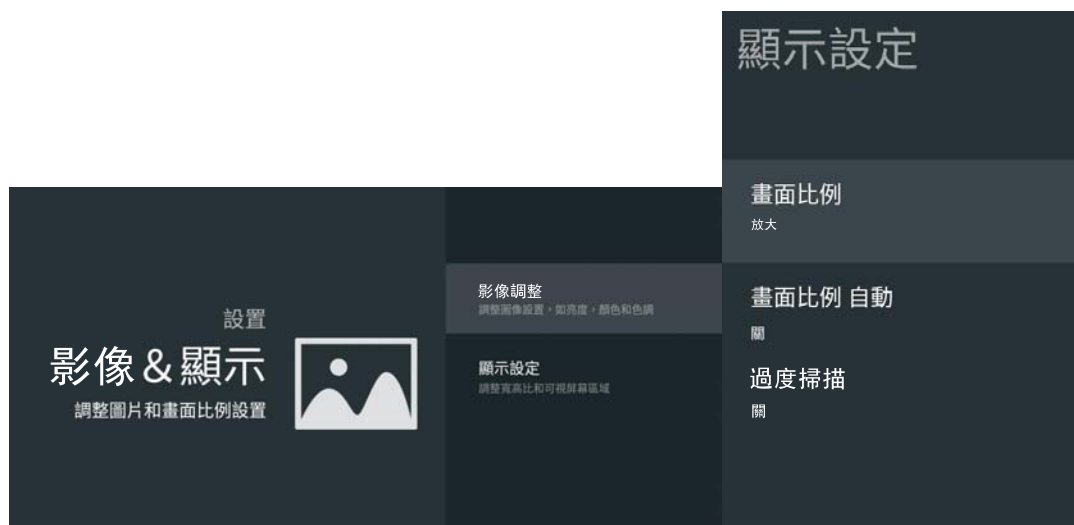 設置
影像&顯示
調整圖片和畫面比例設置
影像調整
調整圖像設置，如亮度，顏色和色調
顯示設定
調整寬高比和可視屏幕區域
顯示設定
畫面比例
放大
畫面比例 自動
關
過度掃描
關